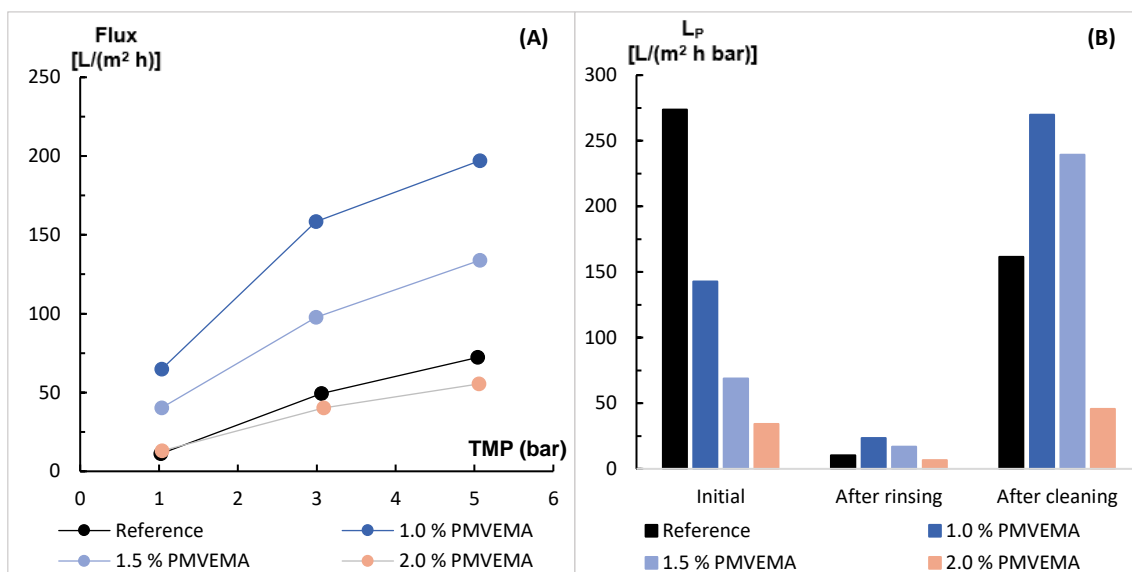 Flux
[L/(m² h)]
(A)
250
200
150
100
50
0
TMP (bar)
0 1 2 3 4 5 6
Reference
1.0 % PMVEMA
1.5 % PMVEMA
2.0 % PMVEMA
L_P
[L/(m² h bar)]
(B)
300
250
200
150
100
50
0
Initial After rinsing After cleaning
Reference
1.0 % PMVEMA
1.5 % PMVEMA
2.0 % PMVEMA